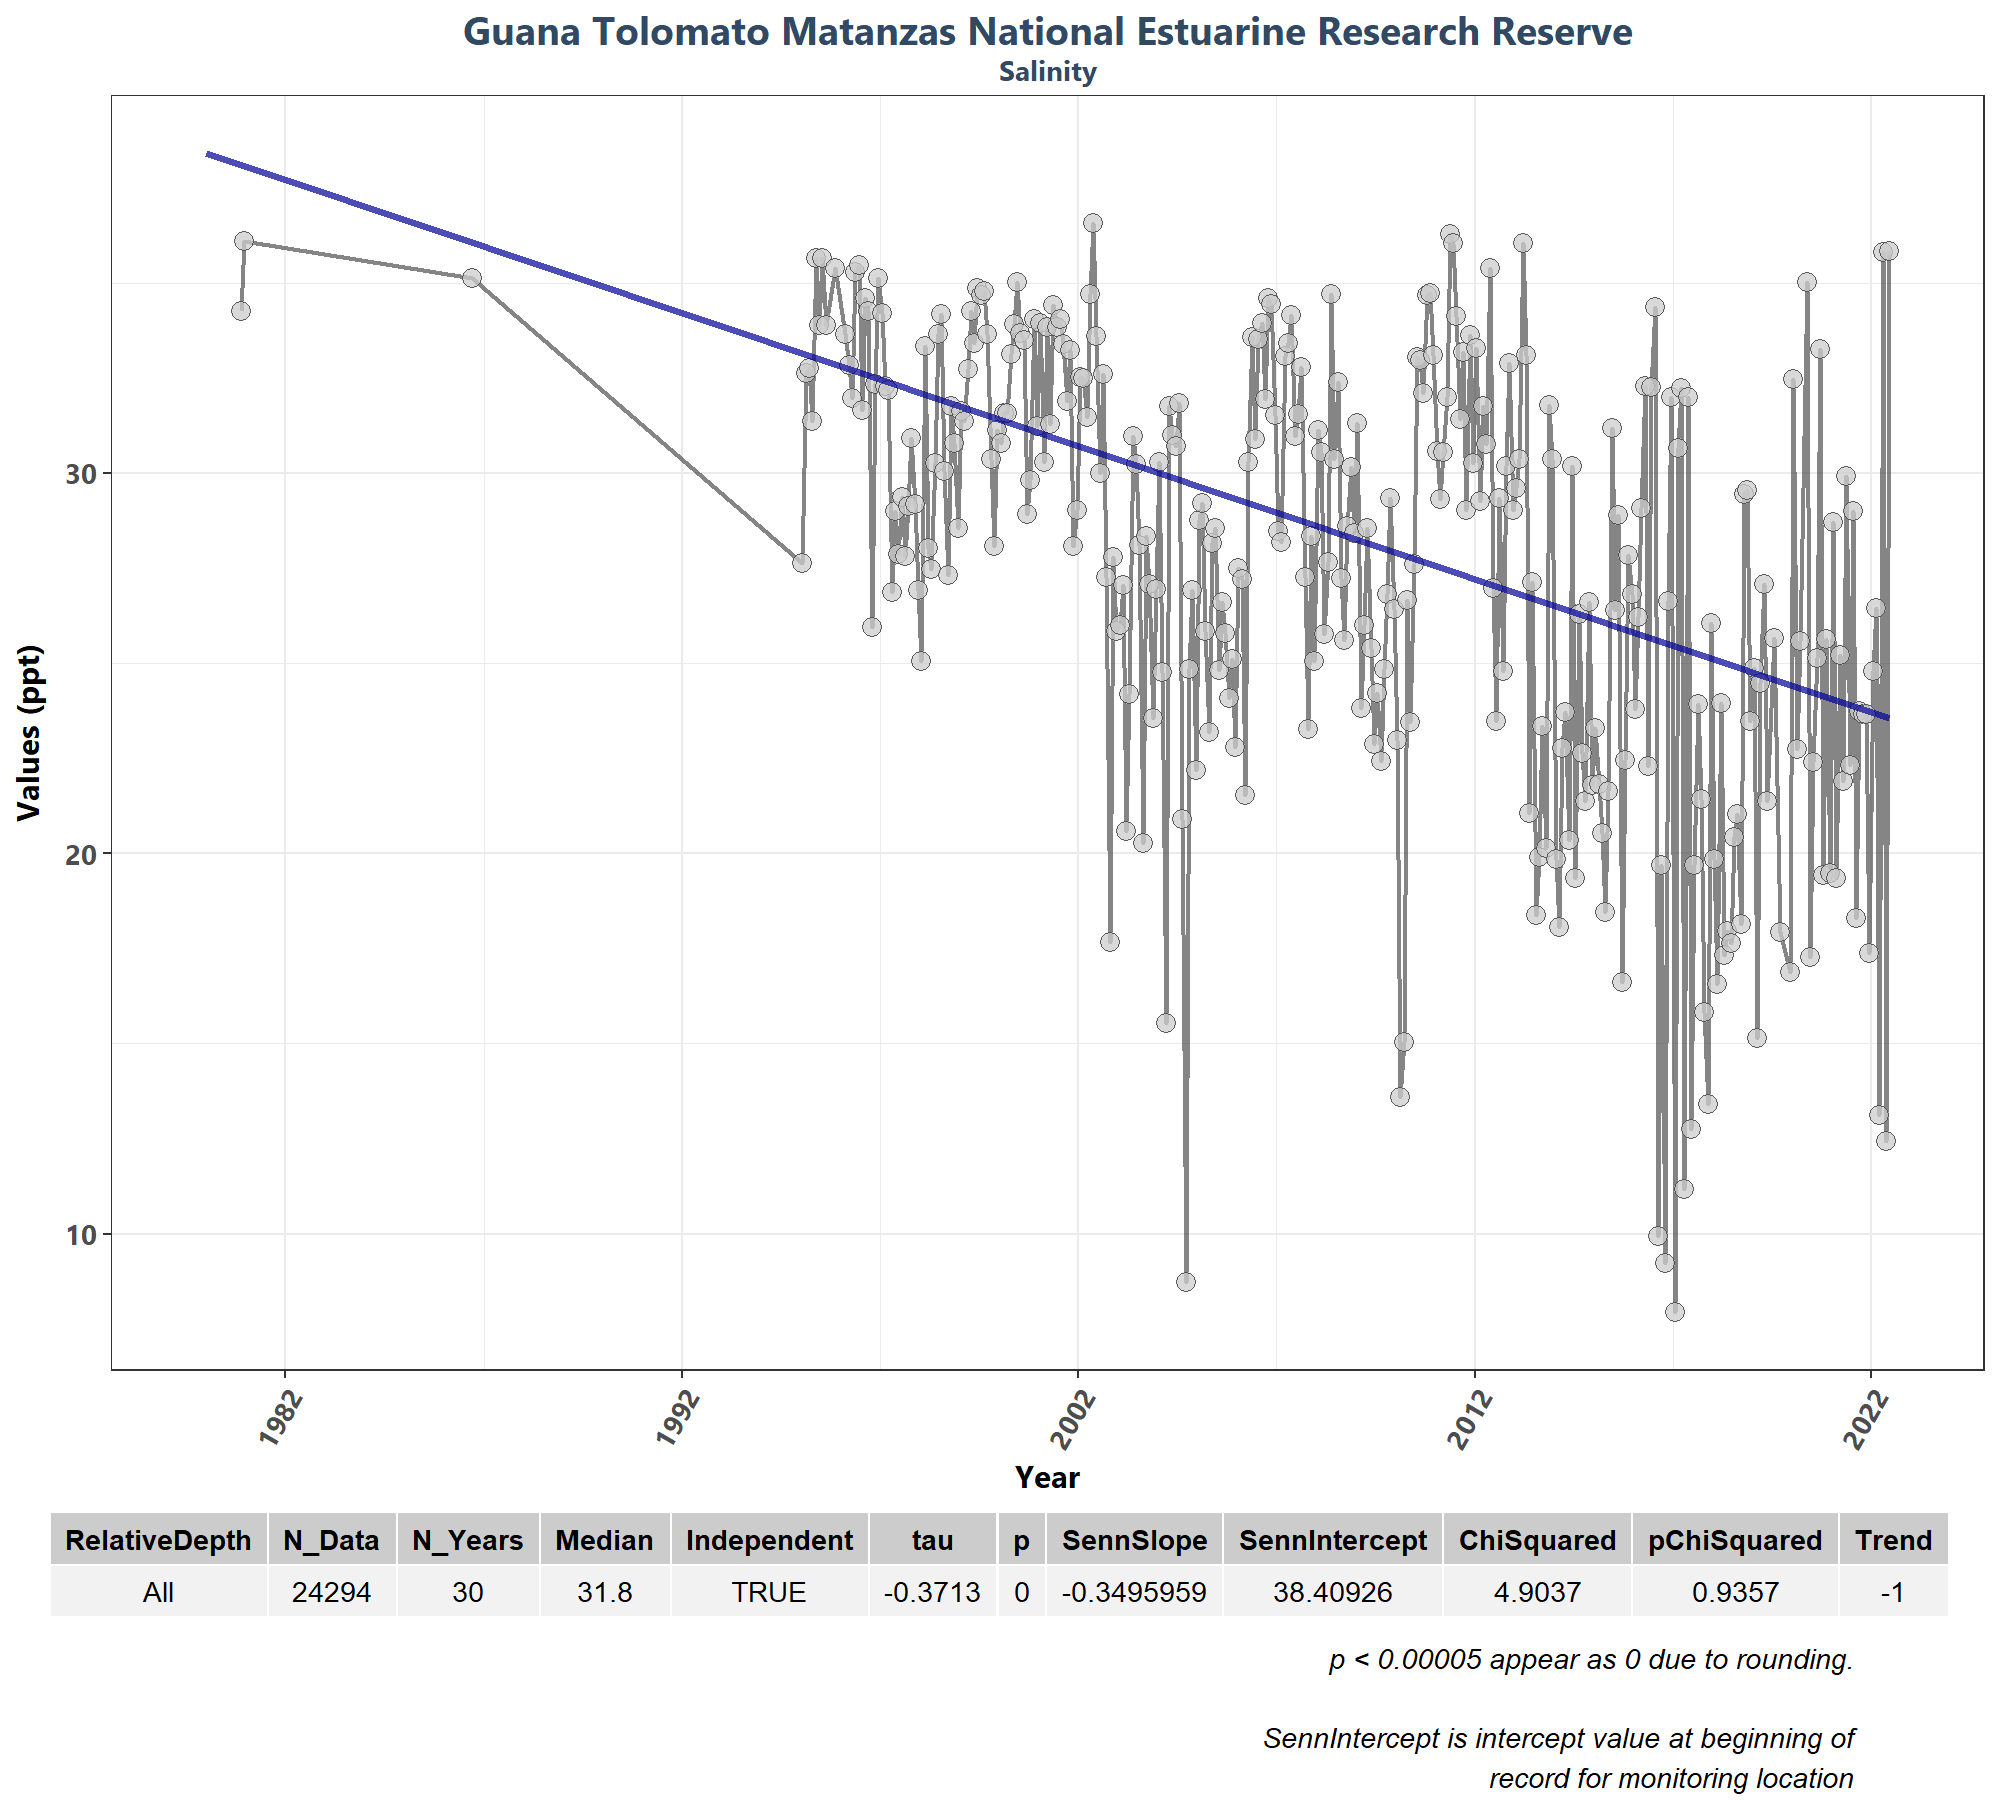 Guana Tolomato Matanzas National Estuarine Research Reserve
Salinity
Values (ppt)
30
20
10
1982
1992
2002
2012
2022
Year
RelativeDepth N_Data N_Years Median Independent tau p SennSlope SennIntercept ChiSquared pChiSquared Trend
All 24294 30 31.8 TRUE -0.3713 0 -0.3495959 38.40926 4.9037 0.9357 -1
p < 0.00005 appear as 0 due to rounding.
SennIntercept is intercept value at beginning of
record for monitoring location